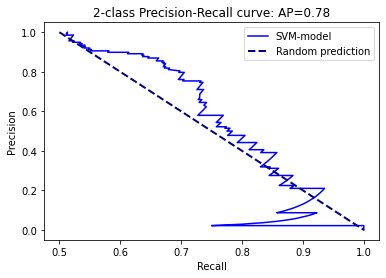 2-class Precision-Recall curve: AP=0.78
SVM-model
Random prediction
Precision
1.0
0.8
0.6
0.4
0.2
0.0
0.5
0.6
0.7
0.8
0.9
1.0
Recall